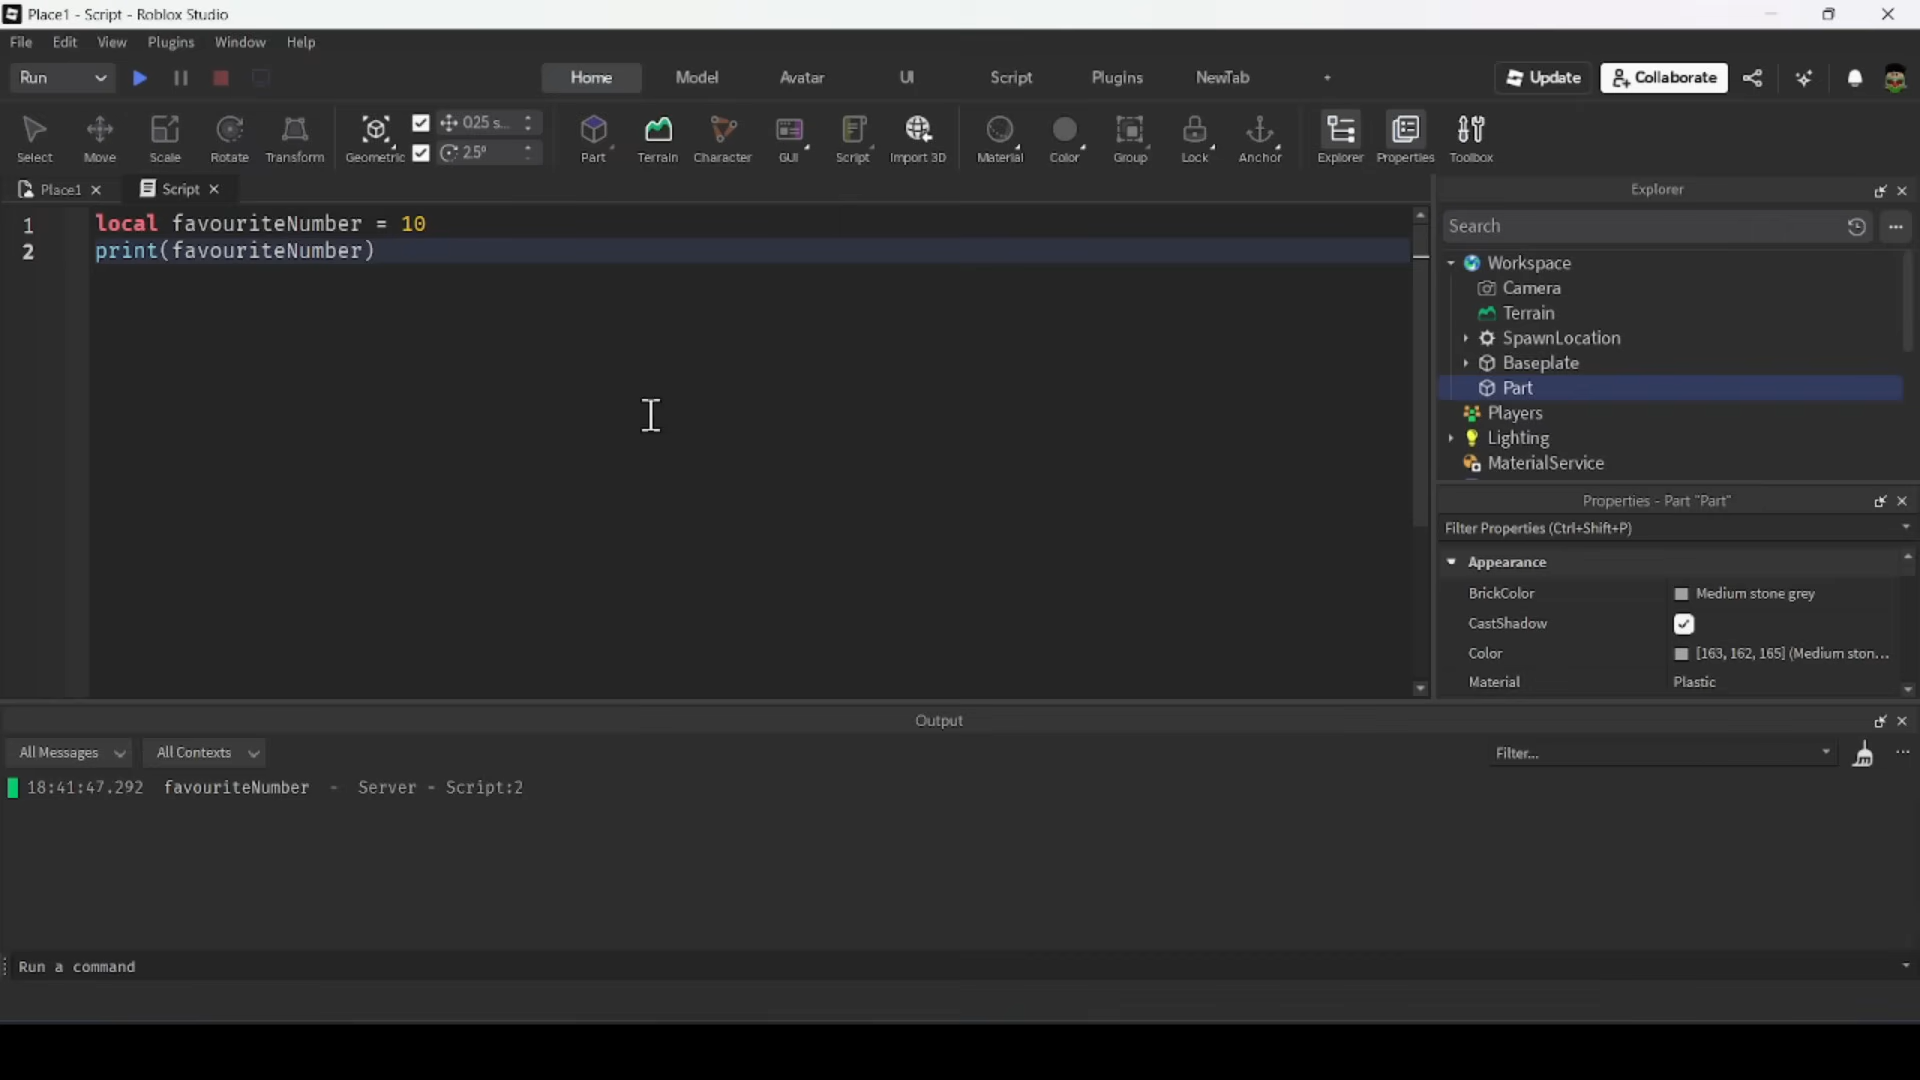 Place1 - Script - Roblox Studio
File Edit View Plugins Window Help
Run Home Model Avatar UI Script Plugins NewTab + Update Collaborate
025 s...
2.5°
Select Move Scale Rotate Transform Geometric Part Terrain Character GUI Script Import 3D Material Color Group Lock Anchor Explorer Properties Toolbox
Place1 Script
1 local favouriteNumber = 10
2 print(favouriteNumber)
Explorer
Search
Workspace
Camera
Terrain
SpawnLocation
Baseplate
Part
Players
Lighting
MaterialService
Properties - Part "Part"
Filter Properties (Ctrl+Shift+P)
Appearance
BrickColor Medium stone grey
CastShadow
Color [163, 162, 165] (Medium ston...
Material Plastic
Output
All Messages All Contexts Filter...
18:41:47.292 favouriteNumber - Server - Script:2
Run a command